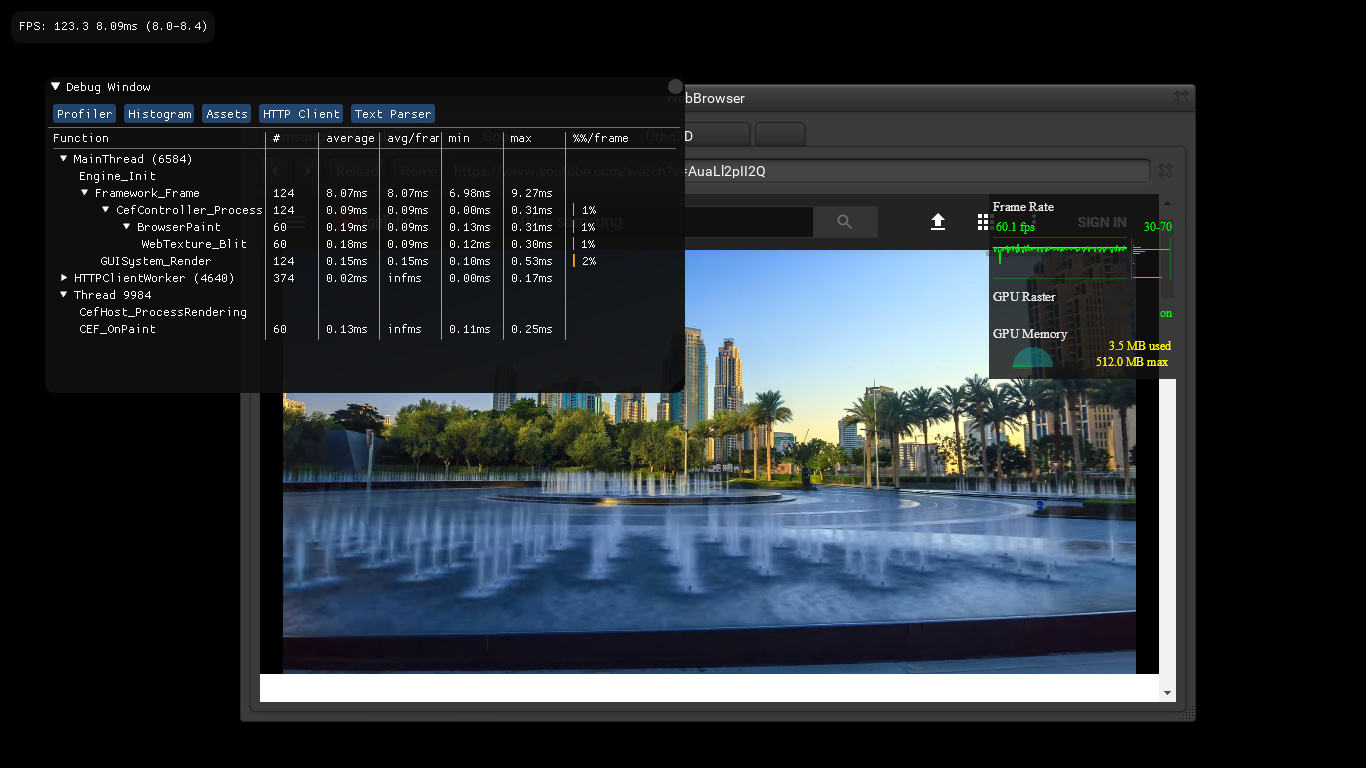 FPS: 123.3 8.09ms (8.0-8.4)
Debug Window
bBrowser
Profiler Histogram Assets HTTP Client Text Parser
Function # average avg/frar min max %%/frame
MainThread (6584)
Engine_Init
Reload Home https://www.youtube.com/watch?v=AuaLl2pII2Q
Framework_Frame 124 8.07ms 8.07ms 6.98ms 9.27ms
CefController_Process 124 0.09ms 0.09ms 0.00ms 0.31ms 1%
BrowserPaint 60 0.19ms 0.09ms 0.13ms 0.31ms 1%
WebTexture_Blit 60 0.18ms 0.09ms 0.12ms 0.30ms 1%
GUISystem_Render 124 0.15ms 0.15ms 0.10ms 0.53ms 2%
HTTPClientWorker (4640) 374 0.02ms infms 0.00ms 0.17ms
Thread 9984
CefHost_ProcessRendering
CEF_OnPaint 60 0.13ms infms 0.11ms 0.25ms
SIGN IN
Frame Rate
60.1 fps 30-70
GPU Raster
on
GPU Memory
3.5 MB used
512.0 MB max